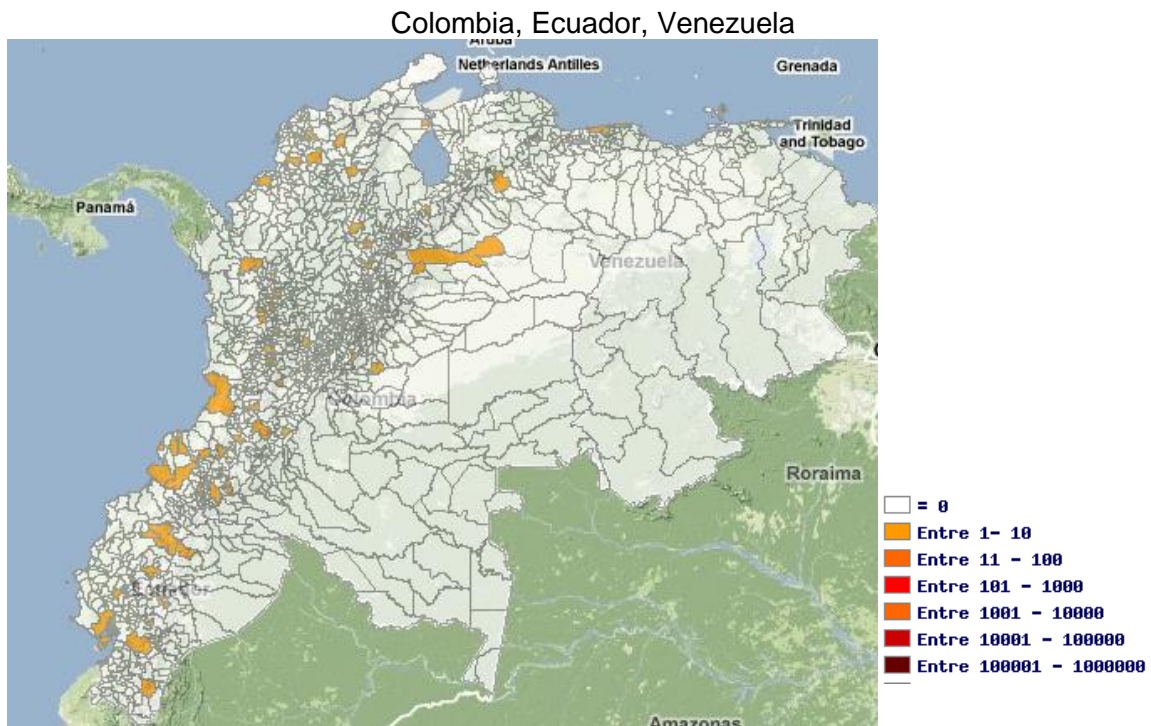 Colombia, Ecuador, Venezuela
Aruba
Netherlands Antilles
Grenada
Trinidad
and Tobago
Panamá
Venezuela
Colombia
Roraima
Ecuador
Amazonas
= 0
Entre 1- 10
Entre 11 - 100
Entre 101 - 1000
Entre 1001 - 10000
Entre 10001 - 100000
Entre 100001 - 1000000